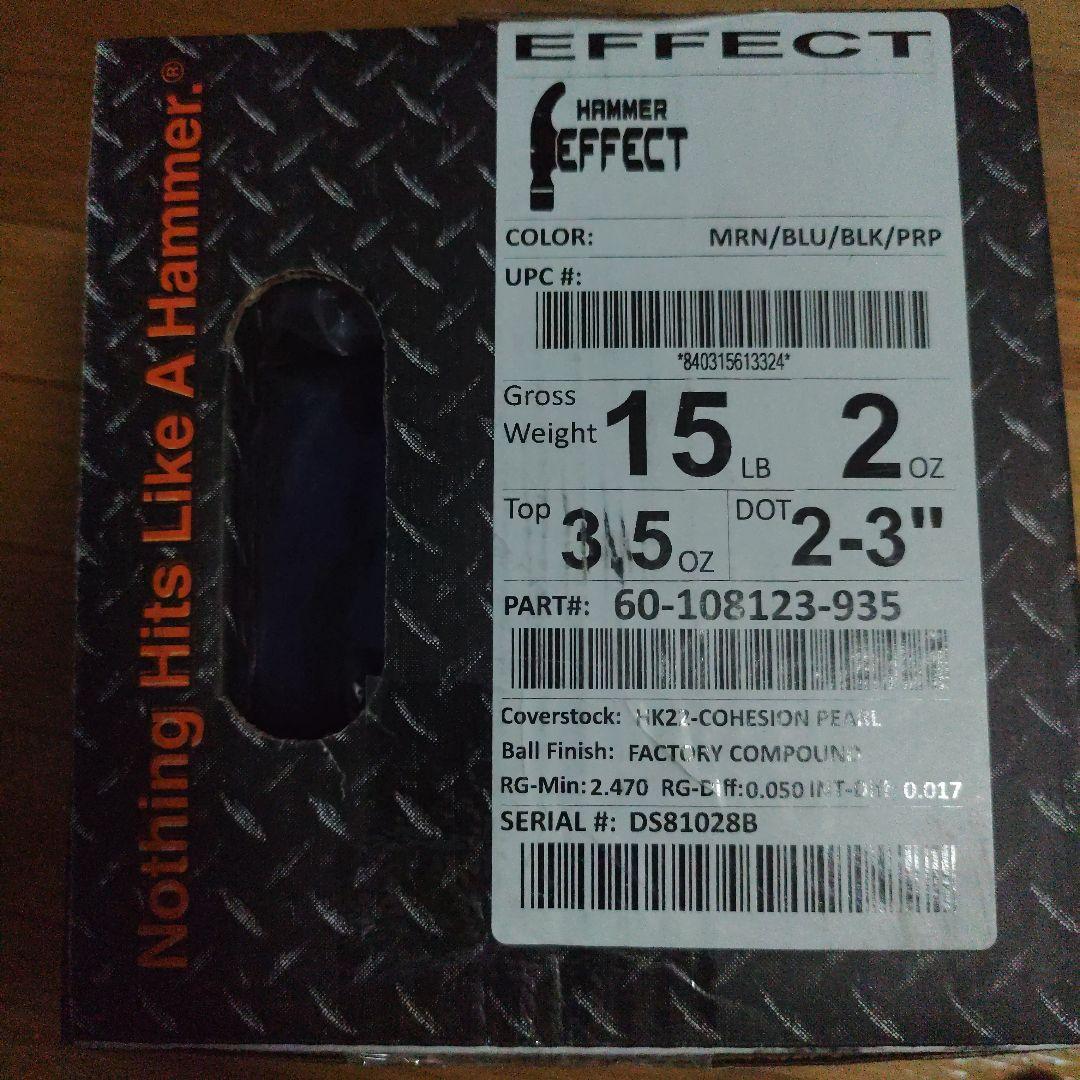 Nothing Hits Like A Hammer.®
EFFECT
HAMMER
EFFECT
COLOR: MRN/BLU/BLK/PRP
UPC #:
*840315613324*
Gross Weight 15 LB 2 OZ
Top 3.5 OZ DOT 2-3"
PART#: 60-108123-935
Coverstock: HK22-COHESION PEARL
Ball Finish: FACTORY COMPOUND
RG-Min: 2.470 RG-Diff: 0.050 INT-Diff: 0.017
SERIAL #: DS81028B